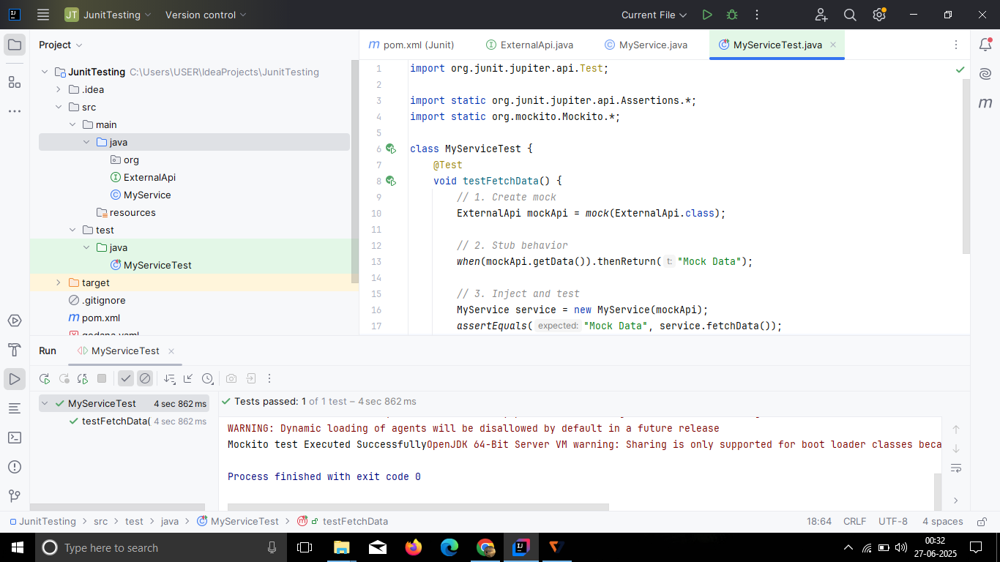 JT JunitTesting Version control Current File
Project
JunitTesting C:\Users\USER\IdeaProjects\JunitTesting
.idea
src
main
java
org
ExternalApi
MyService
resources
test
java
MyServiceTest
target
.gitignore
pom.xml
pom.xml (Junit) ExternalApi.java MyService.java MyServiceTest.java
1 import org.junit.jupiter.api.Test;
2
3 import static org.junit.jupiter.api.Assertions.*;
4 import static org.mockito.Mockito.*;
5
6 class MyServiceTest {
7 @Test
8 void testFetchData() {
9 // 1. Create mock
10 ExternalApi mockApi = mock(ExternalApi.class);
11
12 // 2. Stub behavior
13 when(mockApi.getData()).thenReturn( t: "Mock Data");
14
15 // 3. Inject and test
16 MyService service = new MyService(mockApi);
17 assertEquals( expected: "Mock Data", service.fetchData());
Run MyServiceTest
MyServiceTest 4 sec 862 ms
testFetchData( 4 sec 862 ms
Tests passed: 1 of 1 test – 4 sec 862 ms
WARNING: Dynamic loading of agents will be disallowed by default in a future release
Mockito test Executed SuccessfullyOpenJDK 64-Bit Server VM warning: Sharing is only supported for boot loader classes beca
Process finished with exit code 0
JunitTesting > src > test > java > MyServiceTest > testFetchData 18:64 CRLF UTF-8 4 spaces
Type here to search
00:32
27-06-2025